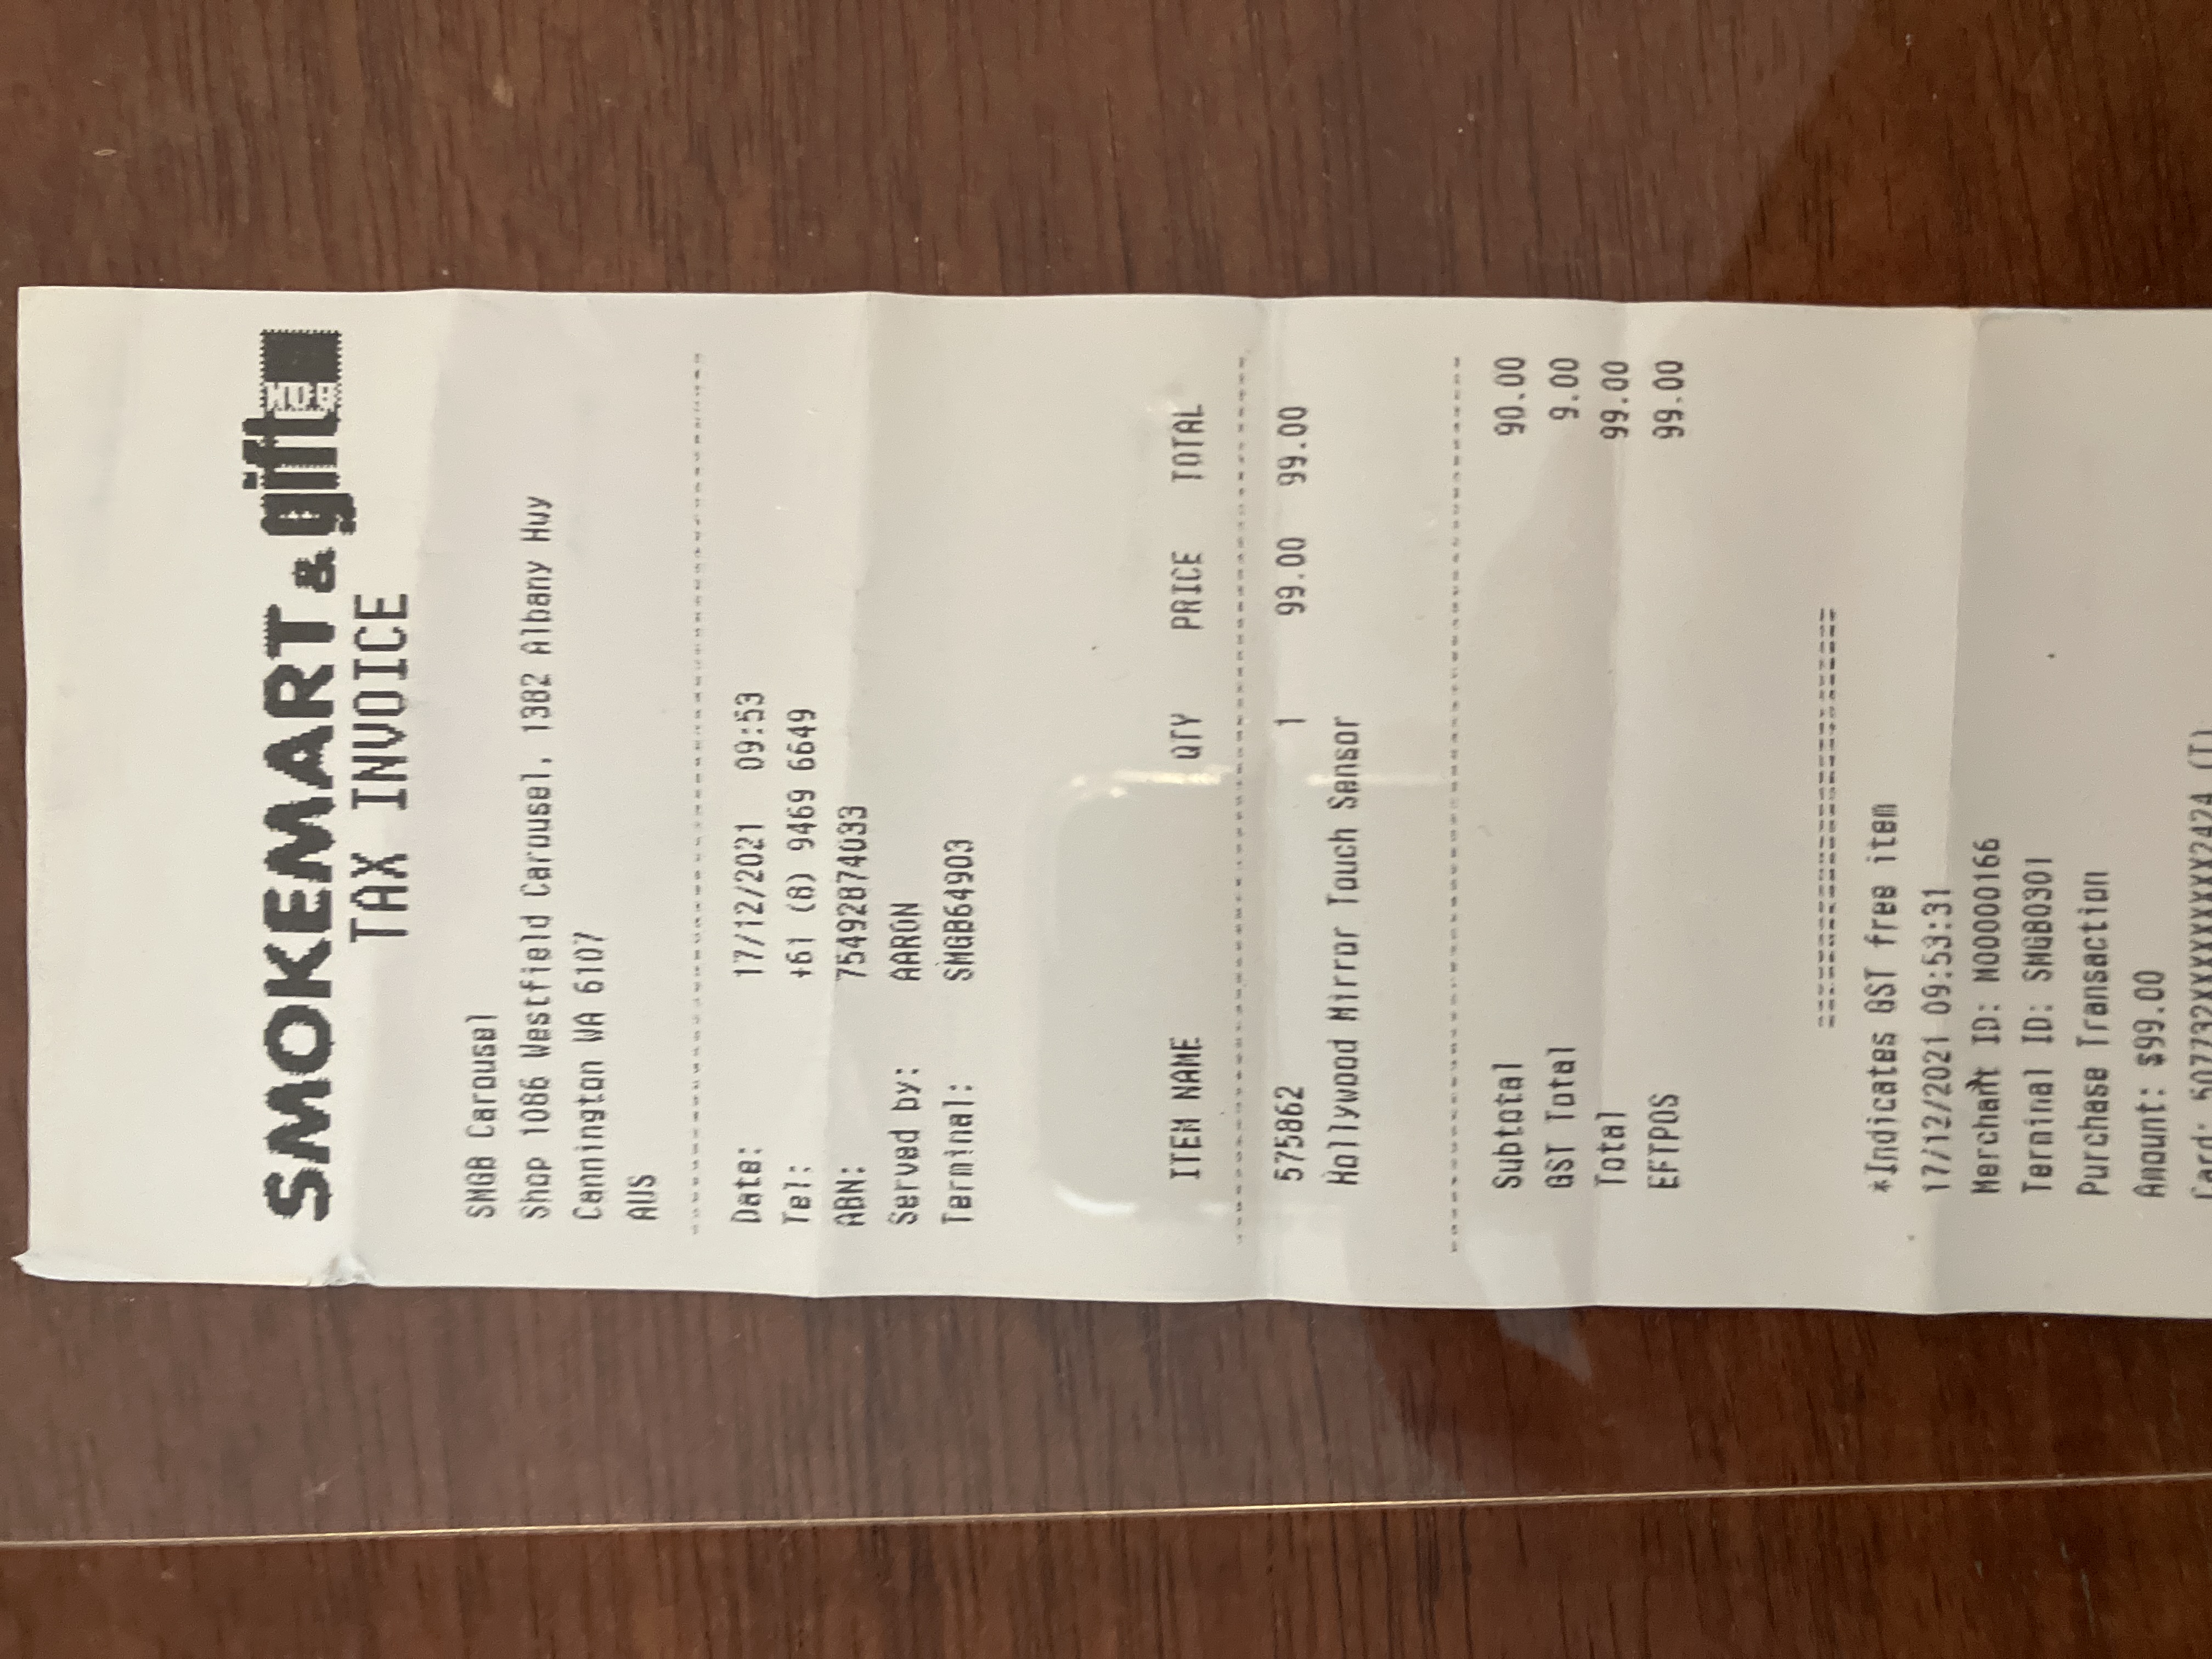 SMOKEMART & gift BOX
TAX INVOICE
SMGB Carousel
Shop 1086 Westfield Carousel, 1382 Albany Hwy
Cannington WA 6107
AUS
Date: 17/12/2021 09:53
Tel: +61 (8) 9469 6649
ABN: 75492874033
Served by: AARON
Terminal: SMGB64903
ITEM NAME QTY PRICE TOTAL
575862 1 99.00 99.00
Hollywood Mirror Touch Sensor
Subtotal 90.00
GST Total 9.00
Total 99.00
EFTPOS 99.00
*Indicates GST free item
17/12/2021 09:53:31
Merchant ID: M00000166
Terminal ID: SMGB0301
Purchase Transaction
Amount: $99.00
Card: 507732XXXXXXXXX2424 (T)